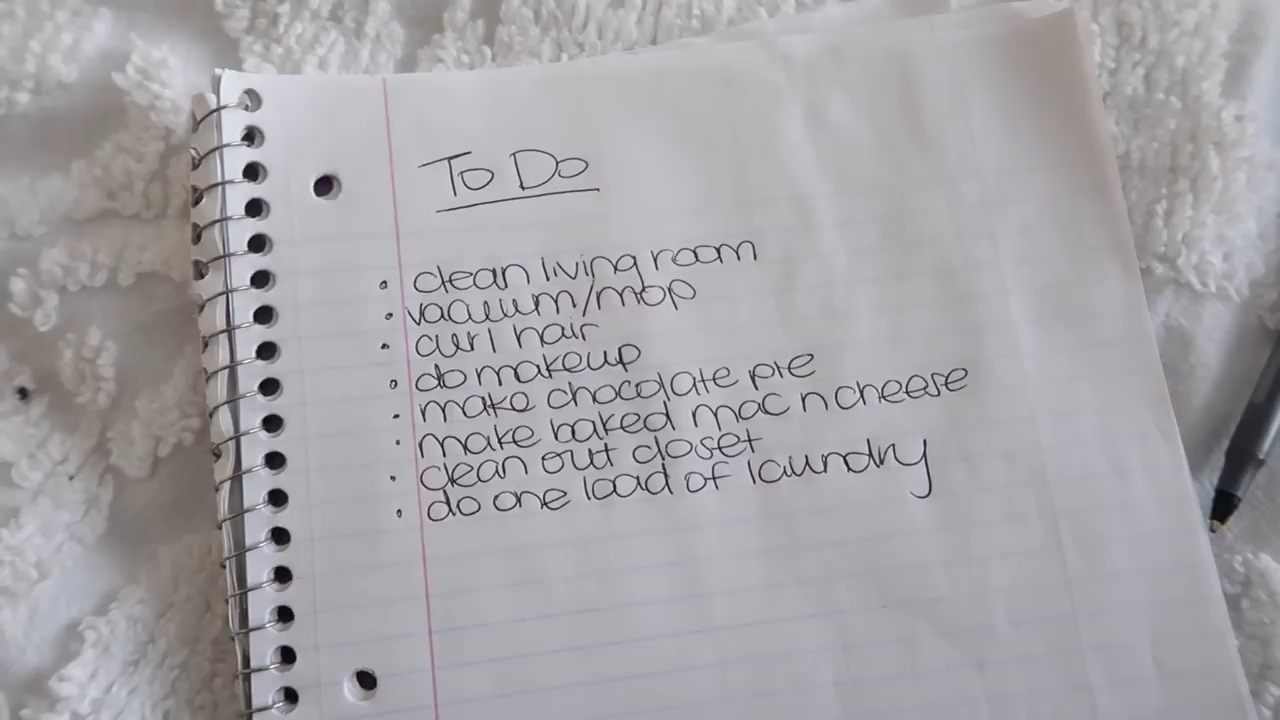 To Do
• clean living room
• vacuum/mop
• curl hair
• do makeup
• make chocolate pie
• make baked mac n cheese
• clean out closet
• do one load of laundry